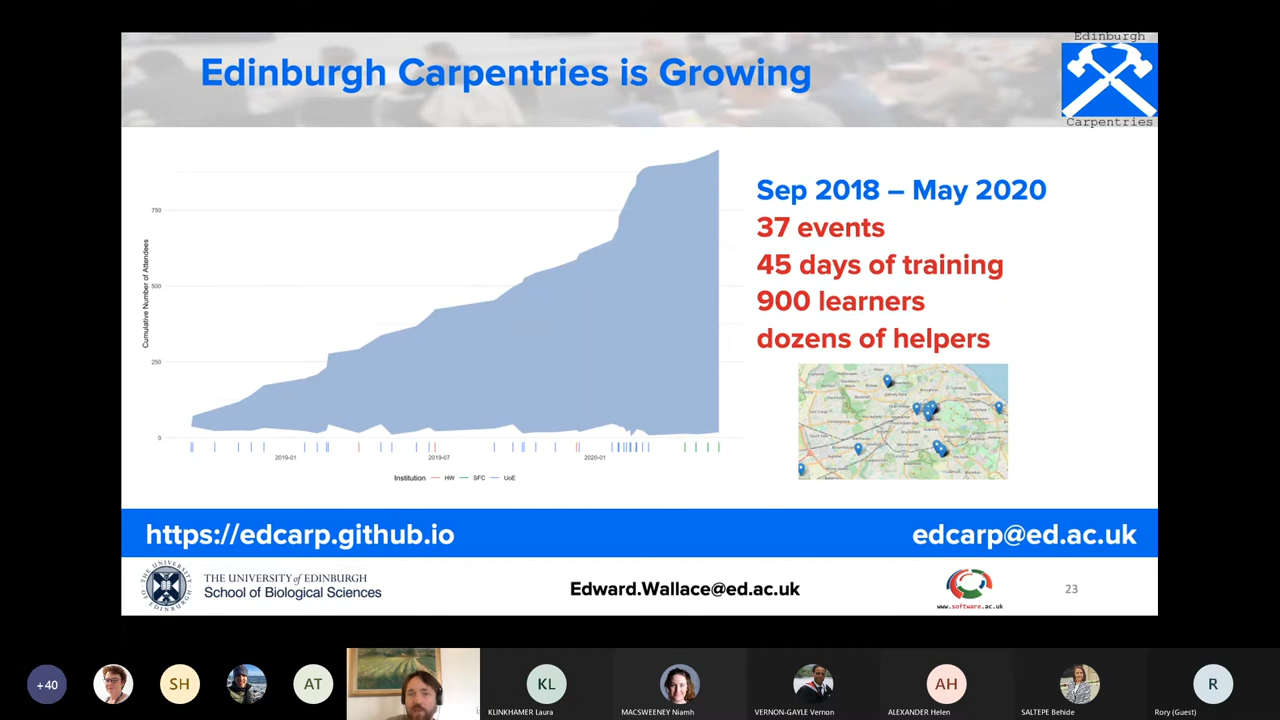 Edinburgh Carpentries is Growing
Edinburgh
Carpentries
Cumulative Number of Attendees
750
500
250
0
2019-01
2019-07
2020-01
Institution
HW
SFC
UoE
Sep 2018 – May 2020
37 events
45 days of training
900 learners
dozens of helpers
https://edcarp.github.io
edcarp@ed.ac.uk
THE UNIVERSITY of EDINBURGH
School of Biological Sciences
Edward.Wallace@ed.ac.uk
www.software.ac.uk
23
+40
SH
AT
KL
KLINKHAMER Laura
MACSWEENEY Niamh
VERNON-GAYLE Vernon
AH
ALEXANDER Helen
SALTEPE Behide
R
Rory (Guest)